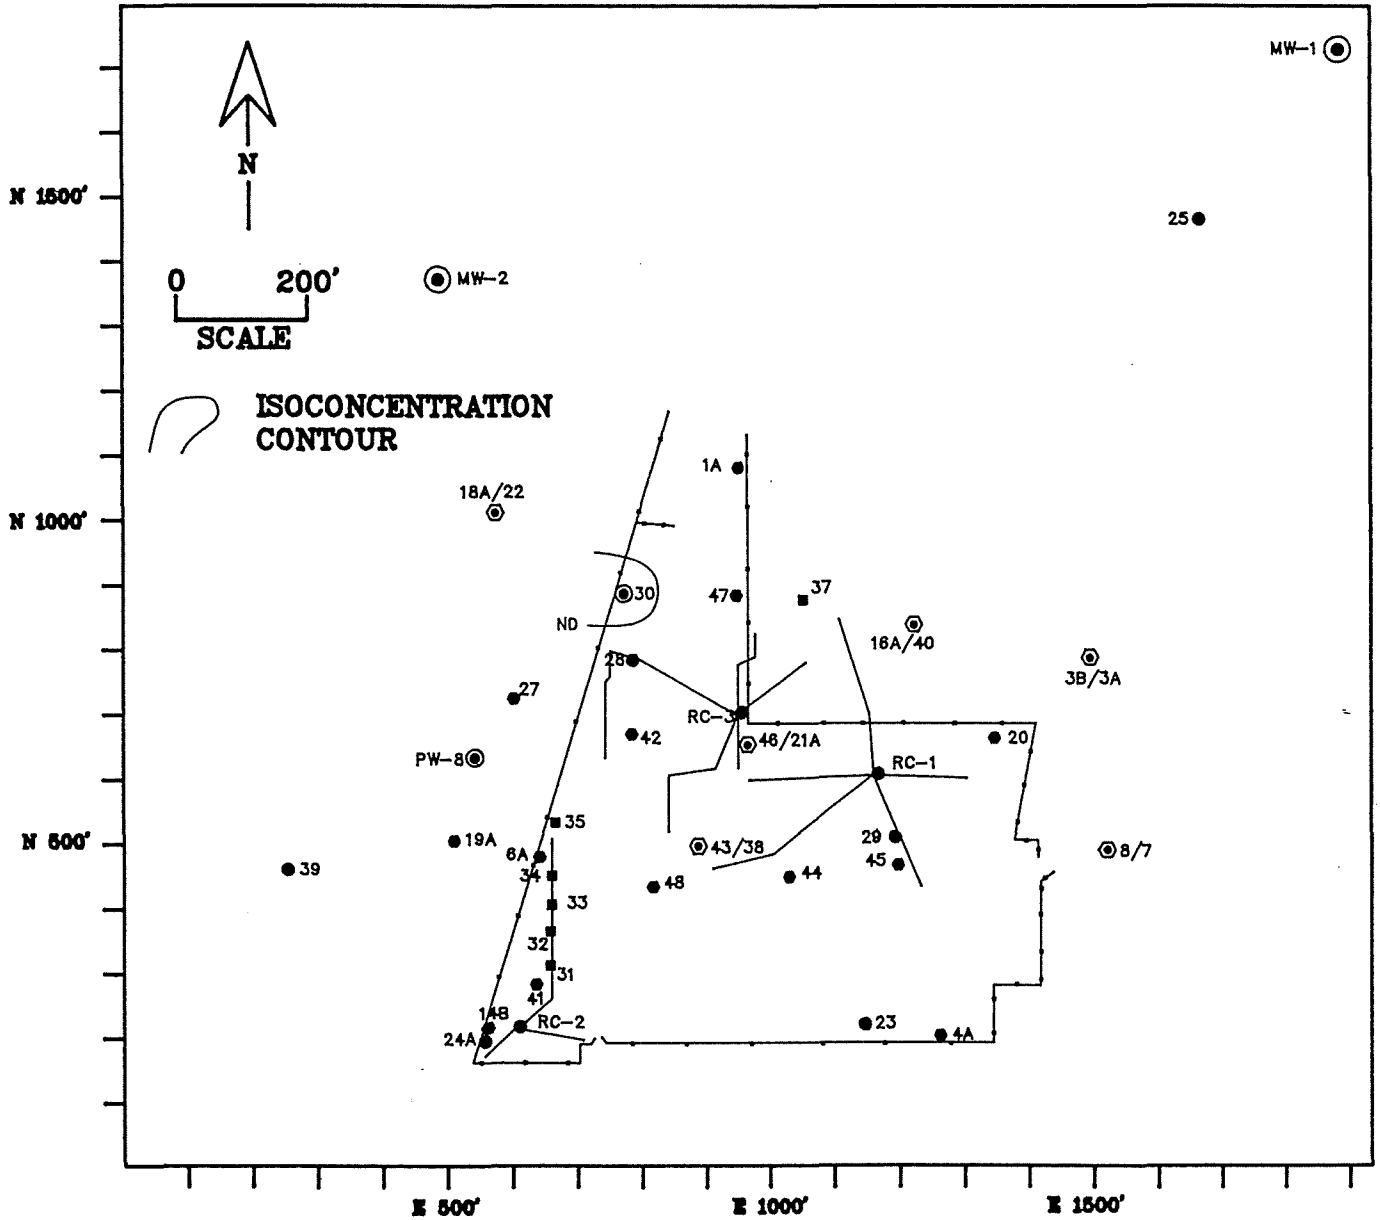 MW-1
N
N 1500'
25
0 200'
MW-2
SCALE
ISOCONCENTRATION
CONTOUR
1A
18A/22
N 1000'
30
47
37
ND
16A/40
28
3B/3A
27
RC-3
42
46/21A
20
PW-8
RC-1
35
N 500'
19A
6A
43/38
29
8/7
39
34
48
44
45
33
32
31
41
14B
RC-2
24A
23
4A
E 500' E 1000' E 1500'